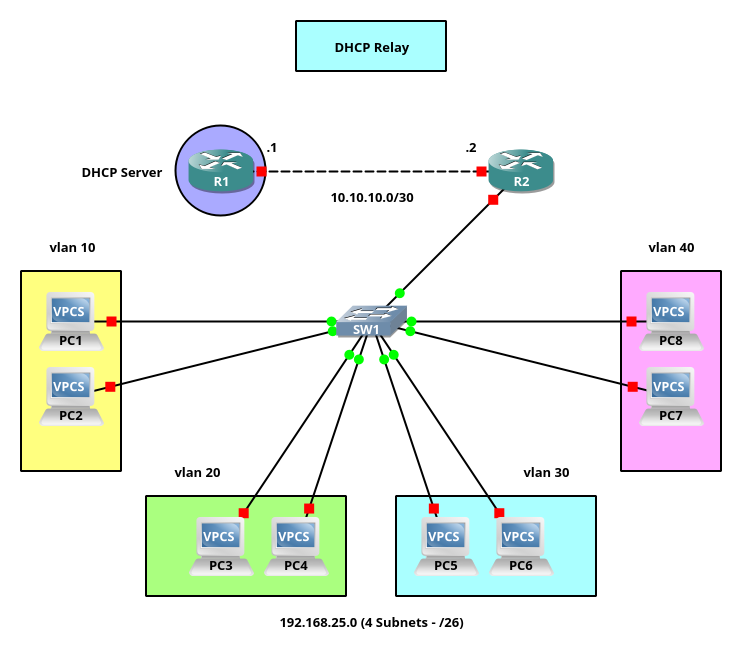 DHCP Relay
.1
.2
DHCP Server
R1
R2
10.10.10.0/30
vlan 10
vlan 40
VPCS
PC1
SW1
VPCS
PC8
VPCS
PC2
VPCS
PC7
vlan 20
vlan 30
VPCS
PC3
VPCS
PC4
VPCS
PC5
VPCS
PC6
192.168.25.0 (4 Subnets - /26)